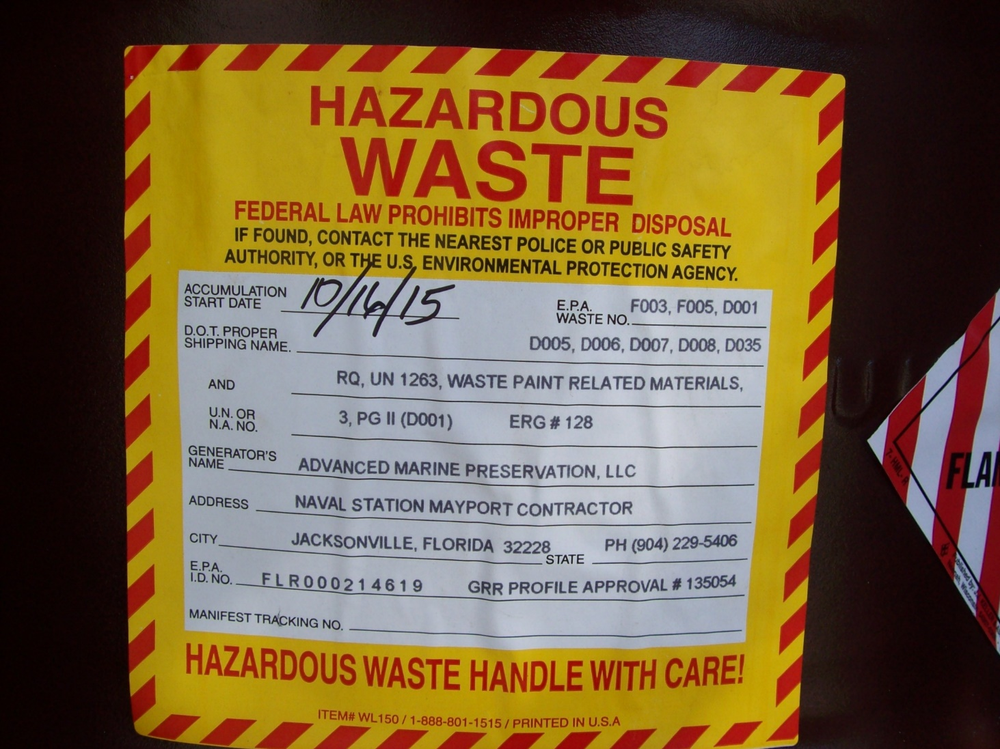 HAZARDOUS
WASTE
FEDERAL LAW PROHIBITS IMPROPER DISPOSAL
IF FOUND, CONTACT THE NEAREST POLICE OR PUBLIC SAFETY
AUTHORITY, OR THE U.S. ENVIRONMENTAL PROTECTION AGENCY.
ACCUMULATION
START DATE 10/16/15
E.P.A.
WASTE NO. F003, F005, D001
D.O.T. PROPER
SHIPPING NAME. D005, D006, D007, D008, D035
AND RQ, UN 1263, WASTE PAINT RELATED MATERIALS,
U.N. OR
N.A. NO. 3, PG II (D001) ERG # 128
GENERATOR'S
NAME ADVANCED MARINE PRESERVATION, LLC
ADDRESS NAVAL STATION MAYPORT CONTRACTOR
CITY JACKSONVILLE, FLORIDA 32228 STATE PH (904) 229-5406
E.P.A.
I.D. NO. FLR000214619 GRR PROFILE APPROVAL # 135054
MANIFEST TRACKING NO.
HAZARDOUS WASTE HANDLE WITH CARE!
ITEM# WL150 / 1-888-801-1515 / PRINTED IN U.S.A
FLA